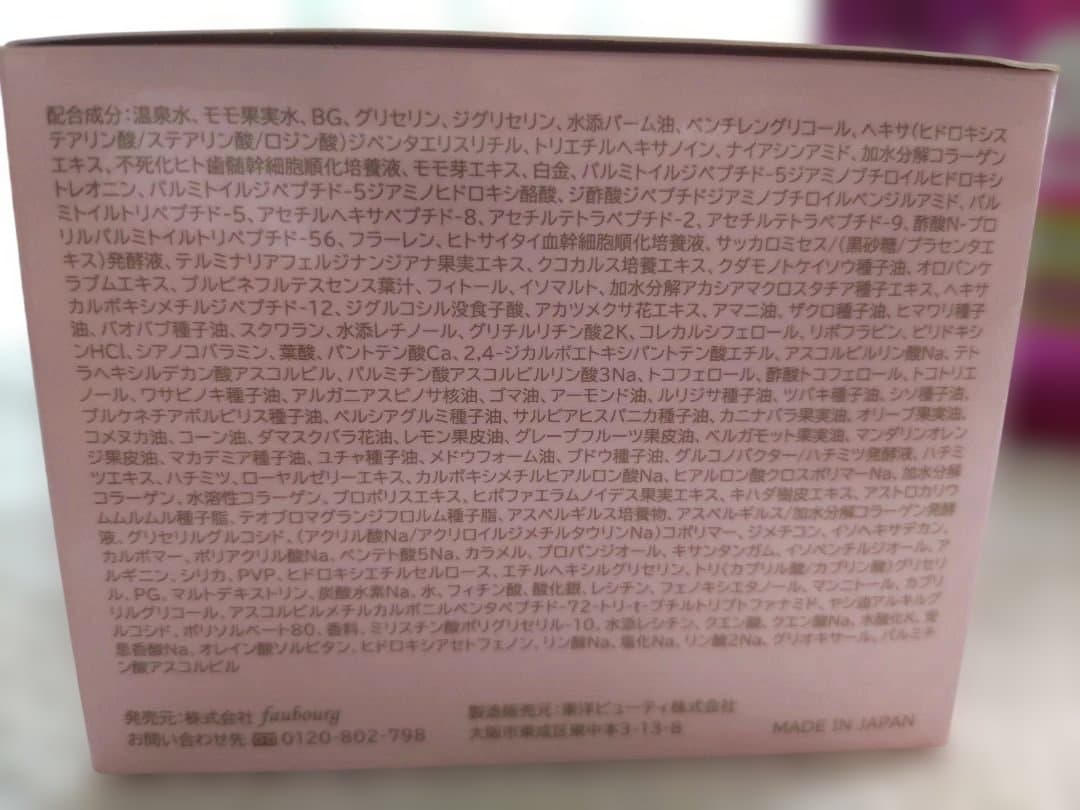 配合成分:温泉水、モモ果実水、BG、グリセリン、ジグリセリン、水添パーム油、ペンチレングリコール、ヘキサ(ヒドロキシス
テアリン酸/ステアリン酸/ロジン酸)ジペンタエリスリチル、トリエチルヘキサノイン、ナイアシンアミド、加水分解コラーゲン
エキス、不死化ヒト歯髄幹細胞順化培養液、モモ芽エキス、白金、パルミトイルジペプチド-5ジアミノブチロイルヒドロキシ
トレオニン、パルミトイルジペプチド-5ジアミノヒドロキシ酪酸、ジ酢酸ジペプチドジアミノブチロイルベンジルアミド、パル
ミトイルトリペプチド-5、アセチルヘキサペプチド-8、アセチルテトラペプチド-2、アセチルテトラペプチド-9、酢酸N-プロ
リルパルミトイルトリペプチド-56、フラーレン、ヒトサイタイ血幹細胞順化培養液、サッカロミセス/(黒砂糖/プラセンタエ
キス)発酵液、テルミナリアフェルジナンジアナ果実エキス、クコカルス培養エキス、クダモノトケイソウ種子油、オロバンケ
ラプムエキス、ブルビネフルテスセンス葉汁、フィトール、イソマルト、加水分解アカシアマクロスタチア種子エキス、ヘキサ
カルボキシメチルジペプチド-12、ジグルコシル没食子酸、アカツメクサ花エキス、アマニ油、ザクロ種子油、ヒマワリ種子
油、バオバブ種子油、スクワラン、水添レチノール、グリチルリチン酸2K、コレカルシフェロール、リボフラビン、ピリドキシ
ンHCl、シアノコバラミン、葉酸、パントテン酸Ca、2,4-ジカルボエトキシパントテン酸エチル、アスコルビルリン酸Na、テト
ラヘキシルデカン酸アスコルビル、パルミチン酸アスコルビルリン酸3Na、トコフェロール、酢酸トコフェロール、トコトリエ
ノール、ワサビノキ種子油、アルガニアスピノサ核油、ゴマ油、アーモンド油、ルリジサ種子油、ツバキ種子油、シソ種子油、
プルケネチアボルビリス種子油、ペルシアグルミ種子油、サルビアヒスパニカ種子油、カニナバラ果実油、オリーブ果実油、
コメヌカ油、コーン油、ダマスクバラ花油、レモン果皮油、グレープフルーツ果皮油、ベルガモット果実油、マンダリンオレン
ジ果皮油、マカデミア種子油、ユチャ種子油、メドウフォーム油、ブドウ種子油、グルコノバクター/ハチミツ発酵液、ハチミ
ツエキス、ハチミツ、ローヤルゼリーエキス、カルボキシメチルヒアルロン酸Na、ヒアルロン酸クロスポリマーNa、加水分解
コラーゲン、水溶性コラーゲン、プロポリスエキス、ヒポファエラムノイデス果実エキス、キハダ樹皮エキス、アストロカリウ
ムムルムル種子脂、テオブロマグランジフロルム種子脂、アスペルギルス培養物、アスペルギルス/加水分解コラーゲン発酵
液、グリセリルグルコシド、(アクリル酸Na/アクリロイルジメチルタウリンNa)コポリマー、ジメチコン、イソヘキサデカン、
カルボマー、ポリアクリル酸Na、ペンテト酸5Na、カラメル、プロパンジオール、キサンタンガム、イソペンチルジオール、ア
ルギニン、シリカ、PVP、ヒドロキシエチルセルロース、エチルヘキシルグリセリン、トリ(カプリル酸/カプリン酸)グリセリ
ル、PG、マルトデキストリン、炭酸水素Na、水、フィチン酸、酸化銀、レシチン、フェノキシエタノール、マンニトール、カプリ
リルグリコール、アスコルビルメチルカルボニルペンタペプチド-72-トリ-t-ブチルトリプトファナミド、ヤシ油アルキルグ
ルコシド、ポリソルベート80、香料、ミリスチン酸ポリグリセリル-10、水添レシチン、クエン酸、クエン酸Na、水酸化K、安
息香酸Na、オレイン酸ソルビタン、ヒドロキシアセトフェノン、リン酸Na、塩化Na、リン酸2Na、グリオキサール、パルミチ
ン酸アスコルビル
発売元:株式会社 faubourg
お問い合わせ先 0120-802-798
製造販売元:東洋ビューティ株式会社
大阪市東成区東中本3-13-8
MADE IN JAPAN